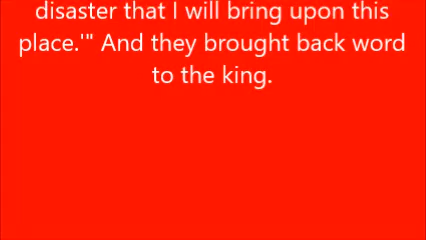 disaster that I will bring upon this
place.'" And they brought back word
to the king.